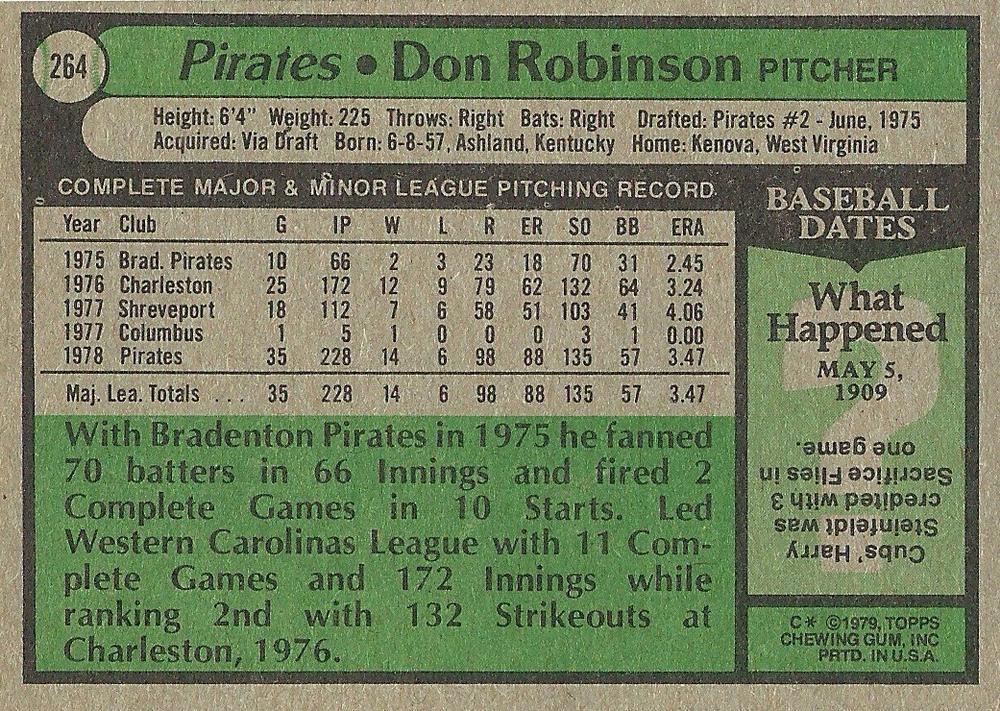 264
Pirates • Don Robinson PITCHER
Height: 6'4" Weight: 225 Throws: Right Bats: Right Drafted: Pirates #2 - June, 1975
Acquired: Via Draft Born: 6-8-57, Ashland, Kentucky Home: Kenova, West Virginia
COMPLETE MAJOR & MINOR LEAGUE PITCHING RECORD
Year Club G IP W L R ER SO BB ERA
1975 Brad. Pirates 10 66 2 3 23 18 70 31 2.45
1976 Charleston 25 172 12 9 79 62 132 64 3.24
1977 Shreveport 18 112 7 6 58 51 103 41 4.06
1977 Columbus 1 5 1 0 0 0 3 1 0.00
1978 Pirates 35 228 14 6 98 88 135 57 3.47
Maj. Lea. Totals ... 35 228 14 6 98 88 135 57 3.47
With Bradenton Pirates in 1975 he fanned
70 batters in 66 Innings and fired 2
Complete Games in 10 Starts. Led
Western Carolinas League with 11 Com-
plete Games and 172 Innings while
ranking 2nd with 132 Strikeouts at
Charleston, 1976.
BASEBALL
DATES
What
Happened
MAY 5,
1909
?
Cubs' Harry
Steinfeldt was
credited with 3
Sacrifice Flies in
one game.
C* ©1979, TOPPS
CHEWING GUM, INC
PRTD. IN U.S.A.